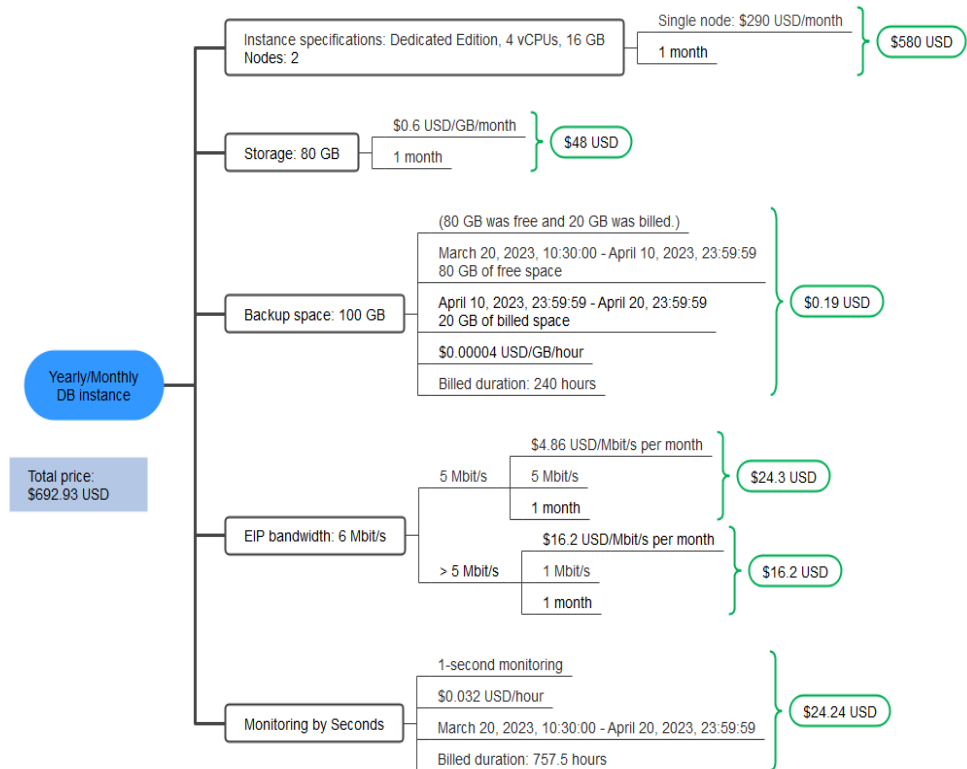 Single node: $290 USD/month
Instance specifications: Dedicated Edition, 4 vCPUs, 16 GB
Nodes: 2
1 month
$580 USD
$0.6 USD/GB/month
Storage: 80 GB
1 month
$48 USD
(80 GB was free and 20 GB was billed.)
March 20, 2023, 10:30:00 - April 10, 2023, 23:59:59
80 GB of free space
Backup space: 100 GB
April 10, 2023, 23:59:59 - April 20, 23:59:59
20 GB of billed space
$0.00004 USD/GB/hour
Billed duration: 240 hours
$0.19 USD
Yearly/Monthly
DB instance
Total price:
$692.93 USD
EIP bandwidth: 6 Mbit/s
5 Mbit/s
$4.86 USD/Mbit/s per month
5 Mbit/s
1 month
$24.3 USD
> 5 Mbit/s
$16.2 USD/Mbit/s per month
1 Mbit/s
1 month
$16.2 USD
Monitoring by Seconds
1-second monitoring
$0.032 USD/hour
March 20, 2023, 10:30:00 - April 20, 2023, 23:59:59
Billed duration: 757.5 hours
$24.24 USD